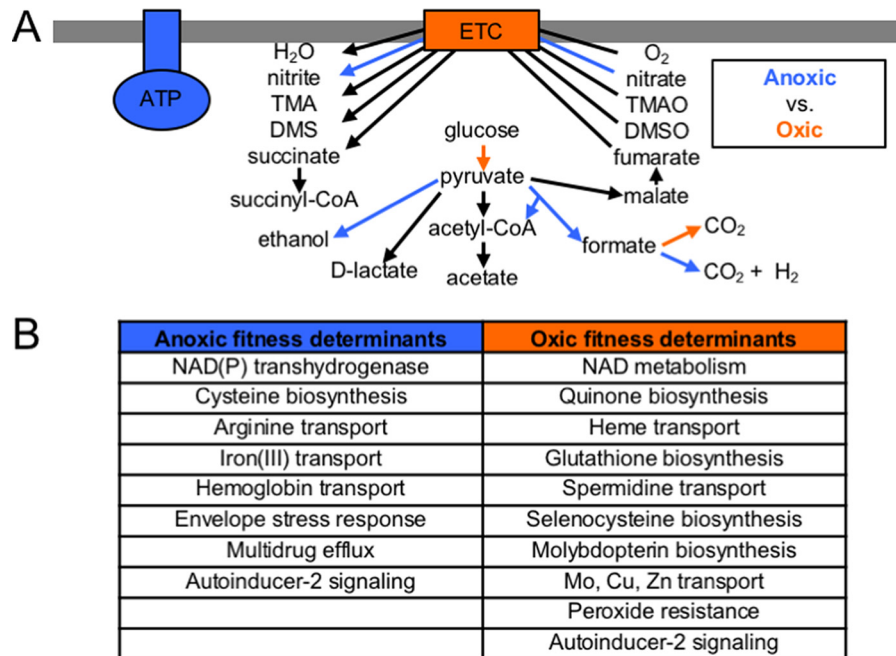 A
ETC
ATP
H₂O
nitrite
TMA
DMS
succinate
succinyl-CoA
O₂
nitrate
TMAO
DMSO
fumarate
malate
Anoxic
vs.
Oxic
glucose
pyruvate
ethanol
D-lactate
acetyl-CoA
acetate
formate
CO₂
CO₂ + H₂
B
Anoxic fitness determinants Oxic fitness determinants
NAD(P) transhydrogenase NAD metabolism
Cysteine biosynthesis Quinone biosynthesis
Arginine transport Heme transport
Iron(III) transport Glutathione biosynthesis
Hemoglobin transport Spermidine transport
Envelope stress response Selenocysteine biosynthesis
Multidrug efflux Molybdopterin biosynthesis
Autoinducer-2 signaling Mo, Cu, Zn transport
Peroxide resistance
Autoinducer-2 signaling